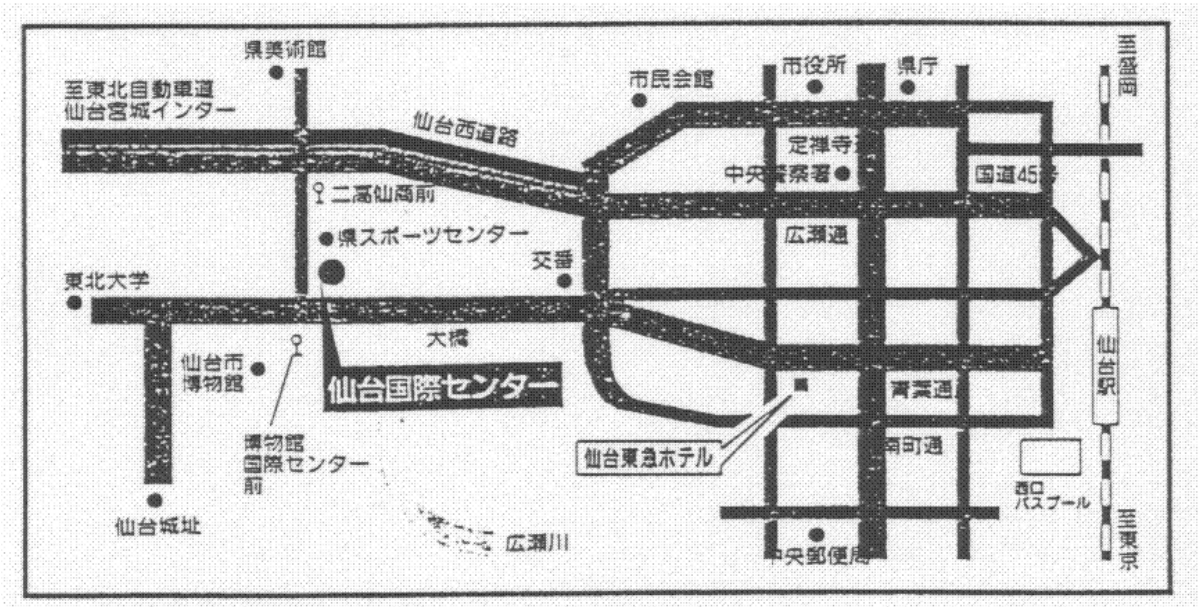 県美術館
至東北自動車道
仙台宮城インター
仙台西道路
市民会館
市役所
県庁
至盛岡
定禅寺通
中央警察署
国道45号
二高仙商前
県スポーツセンター
広瀬通
交番
東北大学
大橋
仙台市
博物館
仙台国際センター
仙台駅
青葉通
博物館
国際センター
前
仙台東急ホテル
南町通
西口
バスプール
仙台城址
広瀬川
中央郵便局
至東京